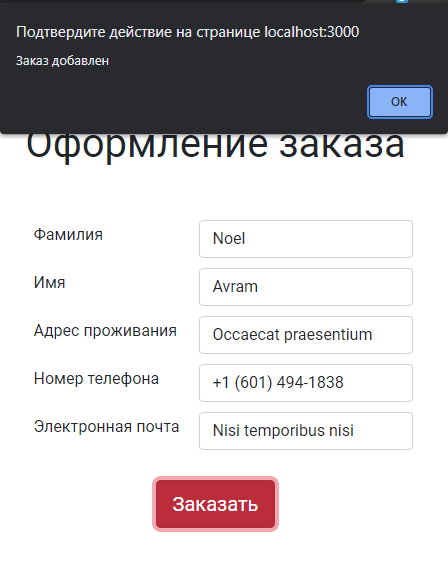 Подтвердите действие на странице localhost:3000
Заказ добавлен
OK
Оформление заказа
Фамилия
Noel
Имя
Avram
Адрес проживания
Occaecat praesentium
Номер телефона
+1 (601) 494-1838
Электронная почта
Nisi temporibus nisi
Заказать